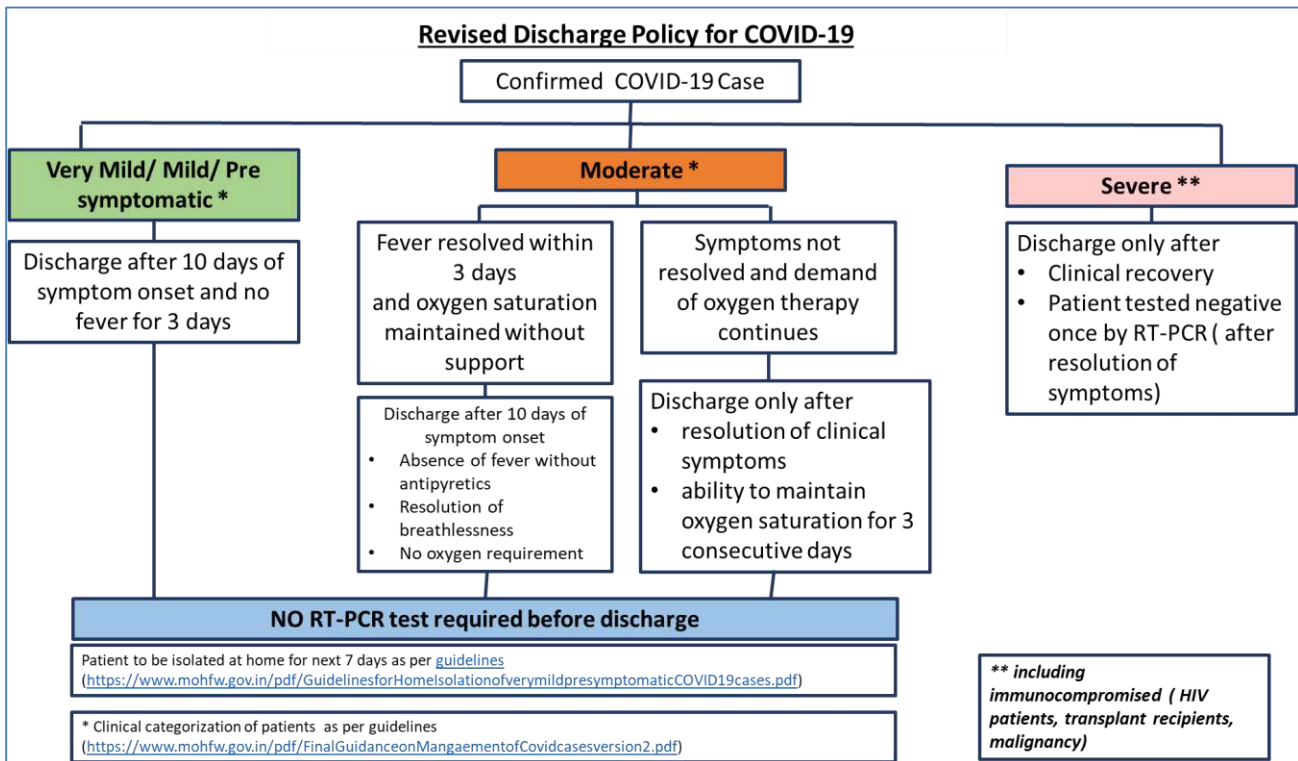 Revised Discharge Policy for COVID-19
Confirmed COVID-19 Case
Very Mild/ Mild/ Pre
symptomatic *
Discharge after 10 days of
symptom onset and no
fever for 3 days
Moderate *
Fever resolved within
3 days
and oxygen saturation
maintained without
support
Discharge after 10 days of
symptom onset
• Absence of fever without
antipyretics
• Resolution of
breathlessness
• No oxygen requirement
Symptoms not
resolved and demand
of oxygen therapy
continues
Discharge only after
• resolution of clinical
symptoms
• ability to maintain
oxygen saturation for 3
consecutive days
Severe **
Discharge only after
• Clinical recovery
• Patient tested negative
once by RT-PCR ( after
resolution of
symptoms)
NO RT-PCR test required before discharge
Patient to be isolated at home for next 7 days as per guidelines
(https://www.mohfw.gov.in/pdf/GuidelinesforHomeIsolationofverymildpresymptomaticCOVID19cases.pdf)
* Clinical categorization of patients as per guidelines
(https://www.mohfw.gov.in/pdf/FinalGuidanceonMangaementofCovidcasesversion2.pdf)
** including
immunocompromised ( HIV
patients, transplant recipients,
malignancy)